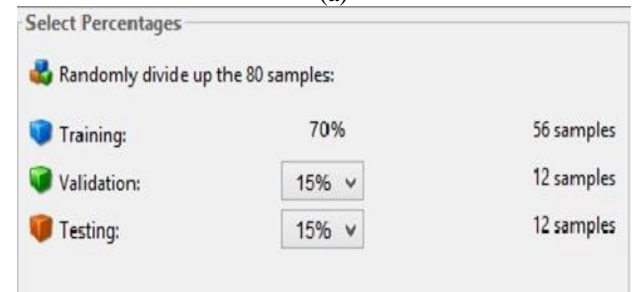 Select Percentages
Randomly divide up the 80 samples:
Training: 70% 56 samples
Validation: 15% 12 samples
Testing: 15% 12 samples